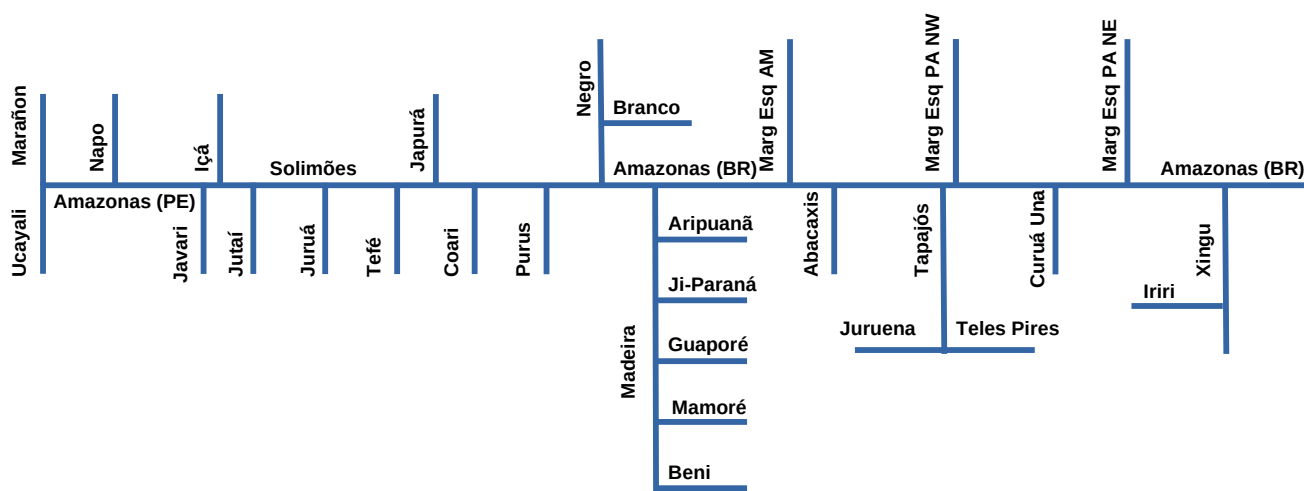 Marañon
Napo
Içá
Solimões
Japurá
Negro
Branco
Amazonas (BR)
Marg Esq AM
Marg Esq PA NW
Marg Esq PA NE
Amazonas (BR)
Ucayali
Amazonas (PE)
Javari
Jutaí
Juruá
Tefé
Coari
Purus
Madeira
Aripuanã
Ji-Paraná
Guaporé
Mamoré
Beni
Abacaxis
Tapajós
Juruena
Teles Pires
Curuá Una
Iriri
Xingu